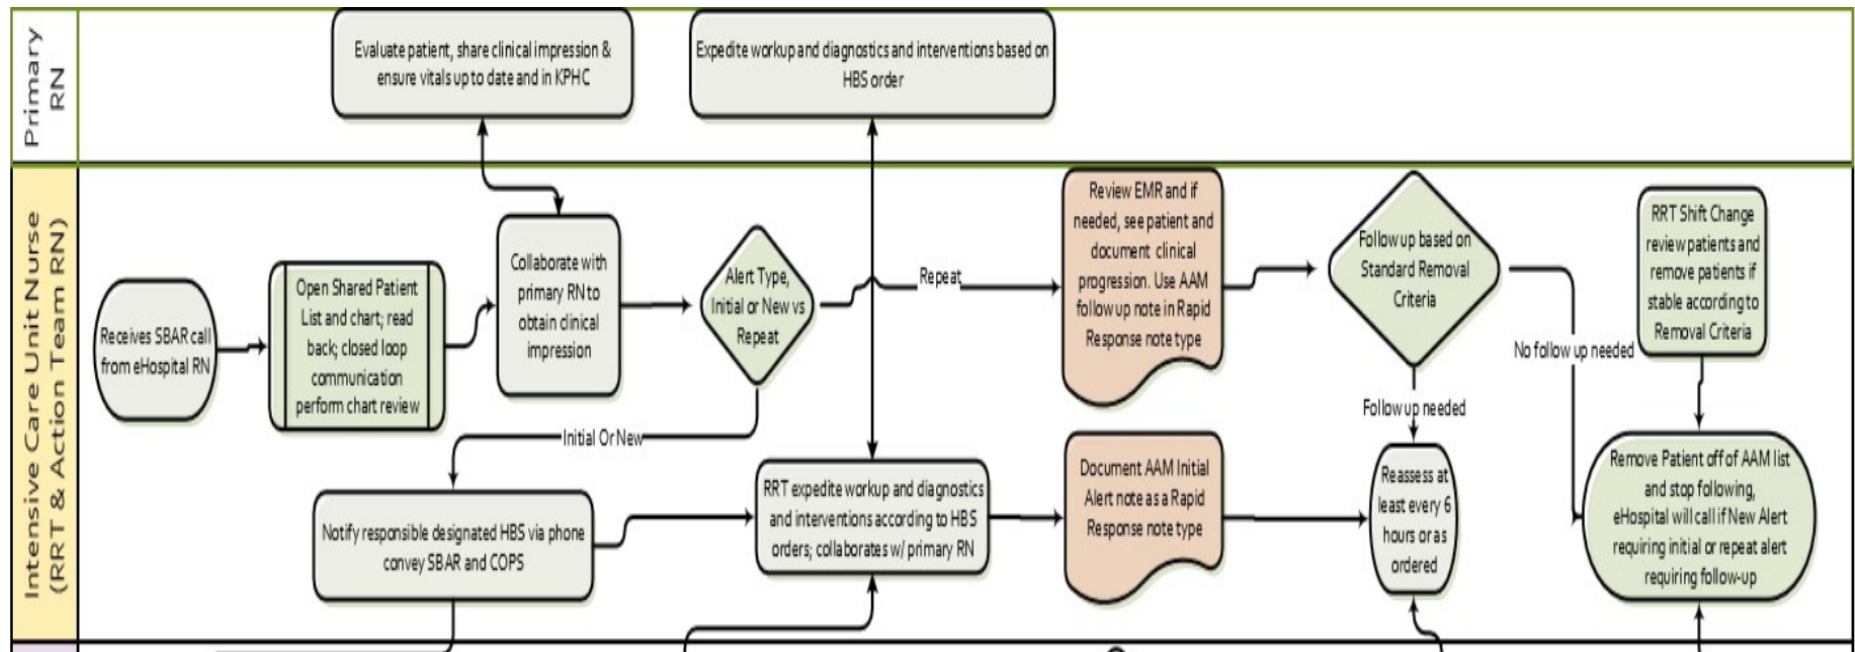 Primary
RN
Evaluate patient, share clinical impression &
ensure vitals up to date and in KPHC
Expedite workup and diagnostics and interventions based on
HBS order
Intensive Care Unit Nurse
(RRT & Action Team RN)
Receives SBAR call
from eHospital RN
Open Shared Patient
List and chart; read
back; closed loop
communication
perform chart review
Collaborate with
primary RN to
obtain clinical
impression
Alert Type,
Initial or New vs
Repeat
Repeat
Initial Or New
Notify responsible designated HBS via phone
convey SBAR and COPS
RRT expedite workup and diagnostics
and interventions according to HBS
orders; collaborates w/ primary RN
Review EMR and if
needed, see patient and
document clinical
progression. Use AAM
follow up note in Rapid
Response note type
Document AAM Initial
Alert note as a Rapid
Response note type
Follow up based on
Standard Removal
Criteria
Follow up needed
No follow up needed
Reassess at
least every 6
hours or as
ordered
RRT Shift Change
review patients and
remove patients if
stable according to
Removal Criteria
Remove Patient off of AAM list
and stop following,
eHospital will call if New Alert
requiring initial or repeat alert
requiring follow-up